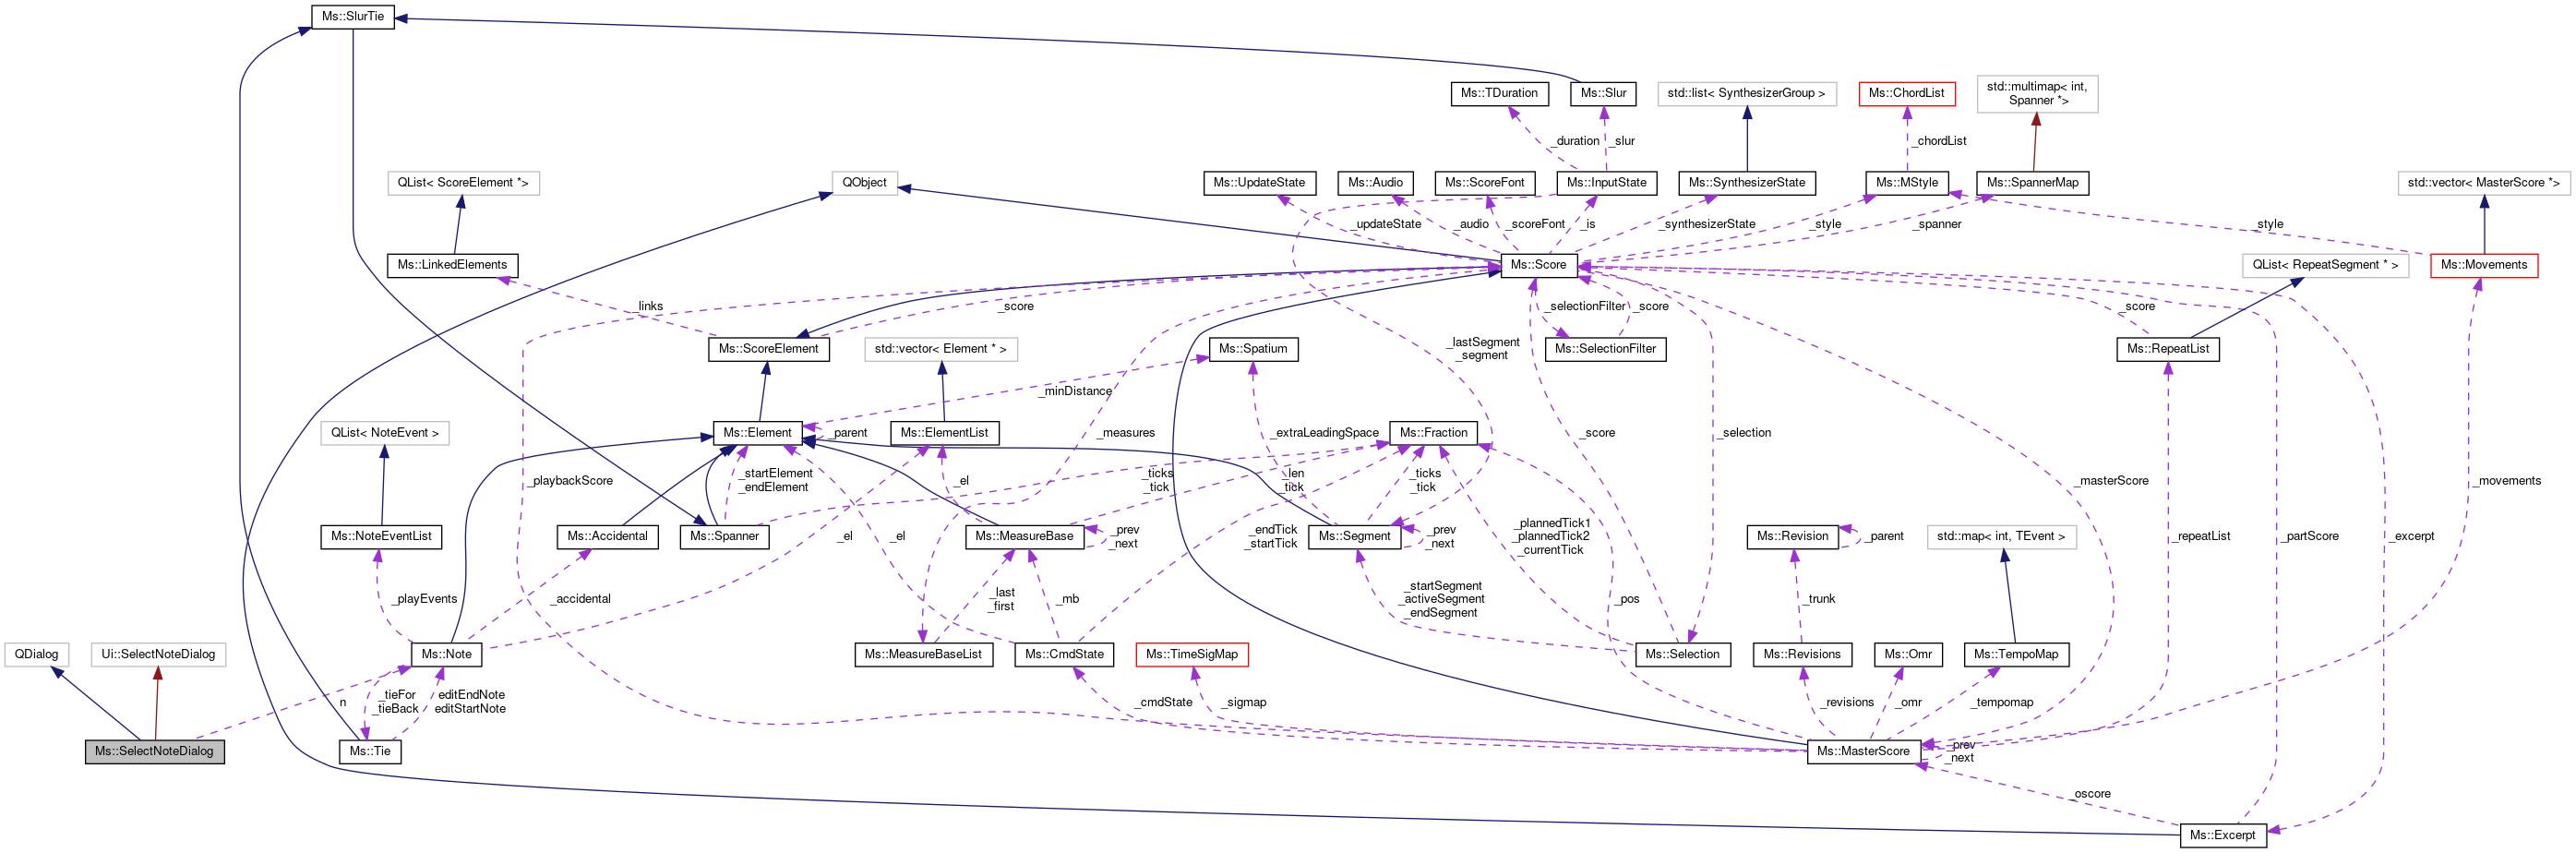 Ms::SlurTie
Ms::TDuration
Ms::Slur
std::list< SynthesizerGroup >
Ms::ChordList
std::multimap< int,
Spanner *>
_duration
_slur
_chordList
QList< ScoreElement *>
QObject
Ms::UpdateState
Ms::Audio
Ms::ScoreFont
Ms::InputState
Ms::SynthesizerState
Ms::MStyle
Ms::SpannerMap
std::vector< MasterScore *>
_updateState
_audio
_scoreFont
_is
_synthesizerState
_style
_spanner
_style
Ms::LinkedElements
Ms::Score
QList< RepeatSegment * >
Ms::Movements
_links
_score
_selectionFilter
_score
_score
Ms::ScoreElement
std::vector< Element * >
Ms::Spatium
_lastSegment
_segment
Ms::SelectionFilter
Ms::RepeatList
_minDistance
QList< NoteEvent >
Ms::Element
_parent
Ms::ElementList
_measures
_extraLeadingSpace
Ms::Fraction
_score
_selection
_playbackScore
_startElement
_endElement
_el
_ticks
_tick
_len
_tick
_ticks
_tick
_masterScore
_movements
Ms::NoteEventList
Ms::Accidental
Ms::Spanner
_el
_el
Ms::MeasureBase
_prev
_next
_endTick
_startTick
Ms::Segment
_prev
_next
_plannedTick1
_plannedTick2
_currentTick
Ms::Revision
_parent
std::map< int, TEvent >
_repeatList
_partScore
_excerpt
_playEvents
_accidental
_last
_first
_mb
_startSegment
_activeSegment
_endSegment
_pos
_trunk
QDialog
Ui::SelectNoteDialog
Ms::Note
Ms::MeasureBaseList
Ms::CmdState
Ms::TimeSigMap
Ms::Selection
Ms::Revisions
Ms::Omr
Ms::TempoMap
n
_tieFor
_tieBack
editEndNote
editStartNote
_cmdState
_sigmap
_revisions
_omr
_tempomap
Ms::SelectNoteDialog
Ms::Tie
Ms::MasterScore
_prev
_next
_oscore
Ms::Excerpt